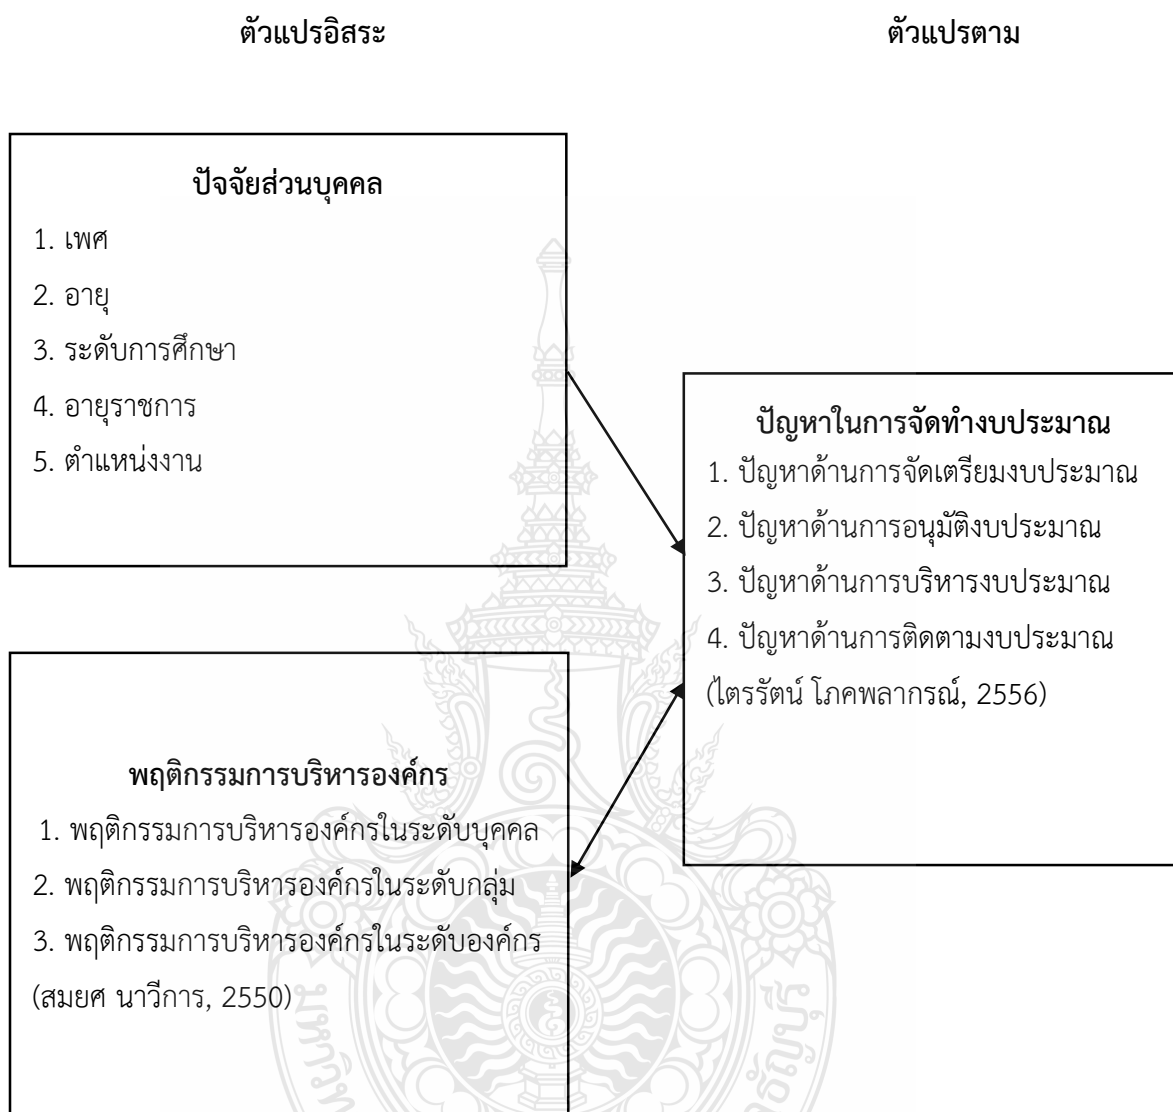 ตัวแปรอิสระ
ตัวแปรตาม
ปัจจัยส่วนบุคคล
1. เพศ
2. อายุ
3. ระดับการศึกษา
4. อายุราชการ
5. ตำแหน่งงาน
ปัญหาในการจัดทำงบประมาณ
1. ปัญหาด้านการจัดเตรียมงบประมาณ
2. ปัญหาด้านการอนุมัติงบประมาณ
3. ปัญหาด้านการบริหารงบประมาณ
4. ปัญหาด้านการติดตามงบประมาณ
(ไตรรัตน์ โภคพลากรณ์, 2556)
พฤติกรรมการบริหารองค์กร
1. พฤติกรรมการบริหารองค์กรในระดับบุคคล
2. พฤติกรรมการบริหารองค์กรในระดับกลุ่ม
3. พฤติกรรมการบริหารองค์กรในระดับองค์กร
(สมยศ นาวีการ, 2550)